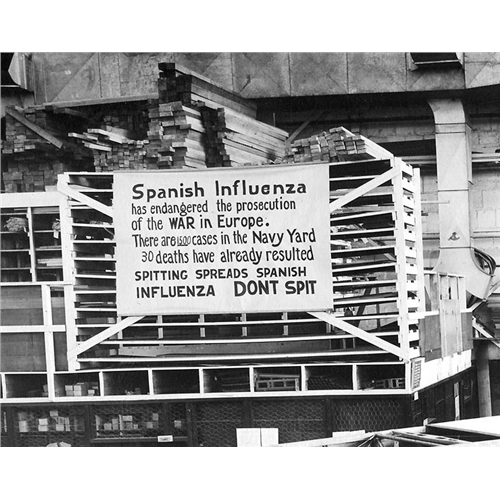 Spanish Influenza
has endangered the prosecution
of the WAR in Europe.
There are 1500 cases in the Navy Yard
30 deaths have already resulted
SPITTING SPREADS SPANISH
INFLUENZA DONT SPIT